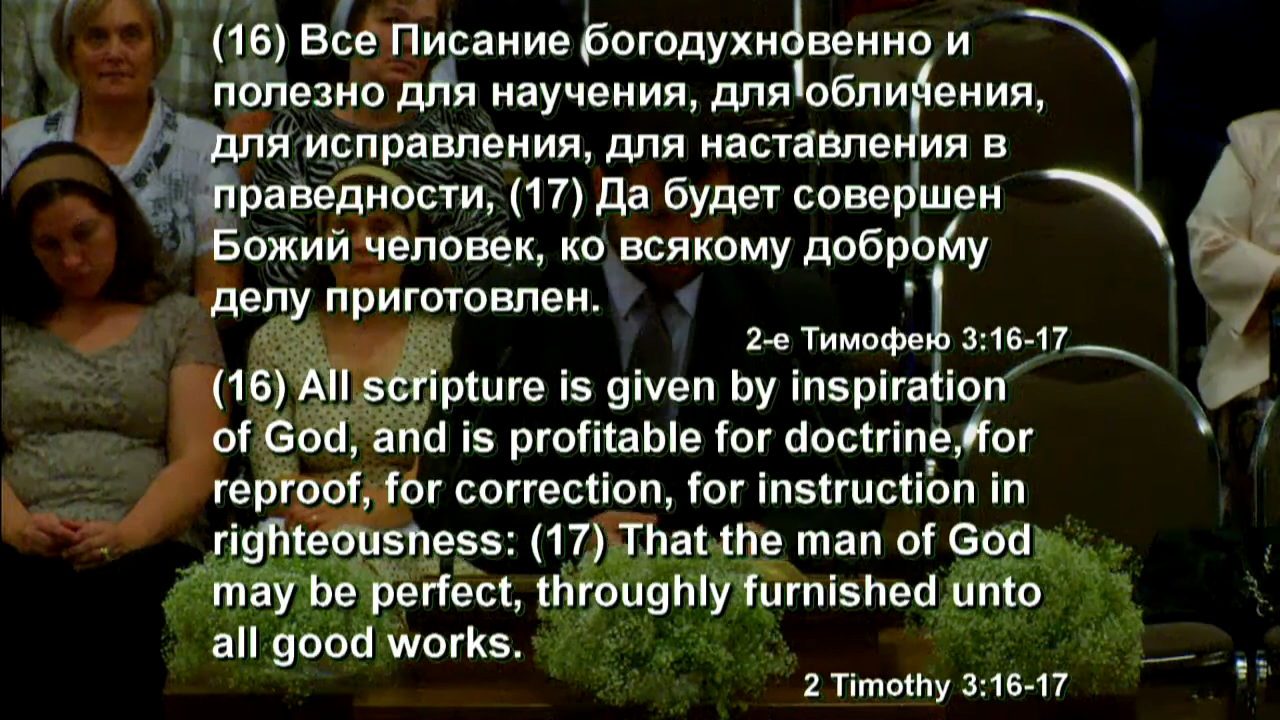 (16) Все Писание богодухновенно и
полезно для научения, для обличения,
для исправления, для наставления в
праведности, (17) Да будет совершен
Божий человек, ко всякому доброму
делу приготовлен.
2-е Тимофею 3:16-17
(16) All scripture is given by inspiration
of God, and is profitable for doctrine, for
reproof, for correction, for instruction in
righteousness: (17) That the man of God
may be perfect, throughly furnished unto
all good works.
2 Timothy 3:16-17